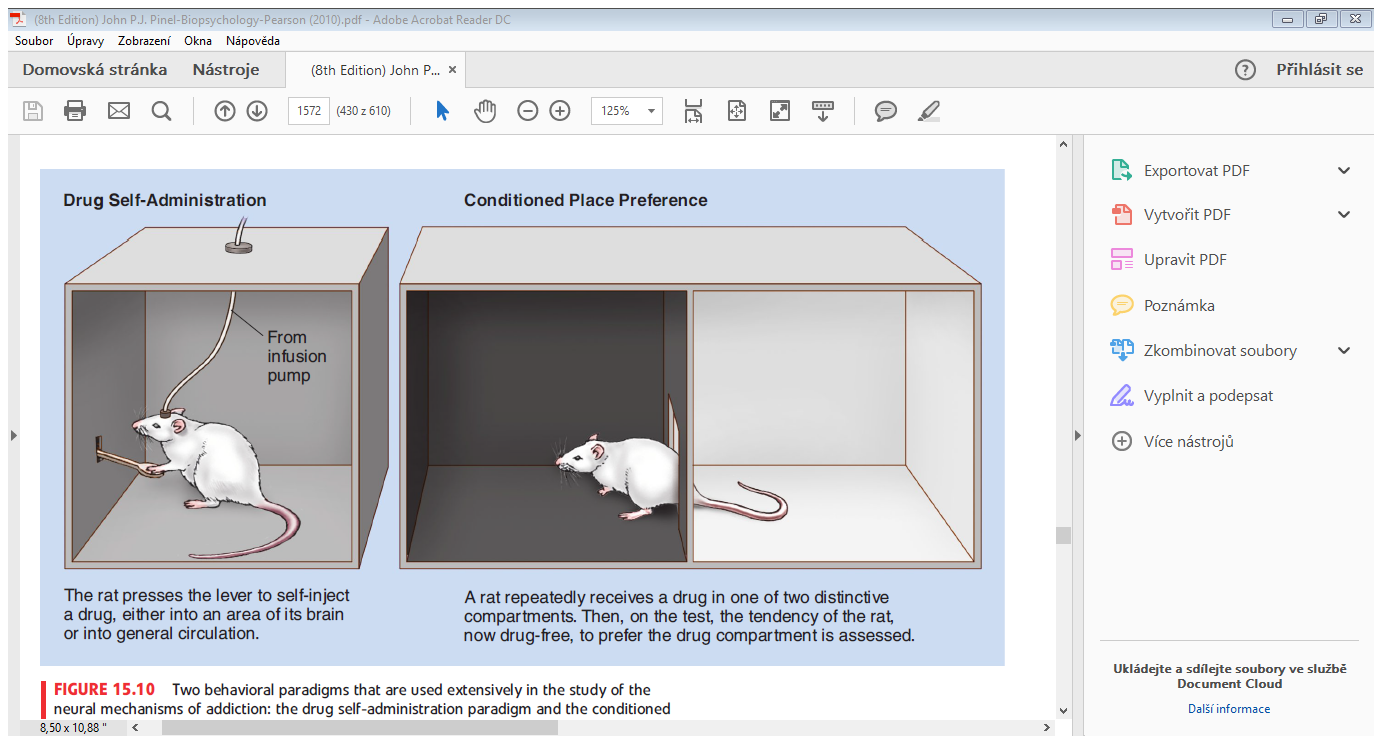 (8th Edition) John P.J. Pinel-Biopsychology-Pearson (2010).pdf - Adobe Acrobat Reader DC
Soubor Úpravy Zobrazení Okna Nápověda
Domovská stránka Nástroje (8th Edition) John P... × ? Přihlásit se
1572 (430 z 610) 125%
Drug Self-Administration
From
infusion
pump
The rat presses the lever to self-inject
a drug, either into an area of its brain
or into general circulation.
Conditioned Place Preference
A rat repeatedly receives a drug in one of two distinctive
compartments. Then, on the test, the tendency of the rat,
now drug-free, to prefer the drug compartment is assessed.
FIGURE 15.10 Two behavioral paradigms that are used extensively in the study of the
neural mechanisms of addiction: the drug self-administration paradigm and the conditioned
8,50 x 10,88 "
Exportovat PDF
Vytvořit PDF
Upravit PDF
Poznámka
Zkombinovat soubory
Vyplnit a podepsat
Více nástrojů
Ukládejte a sdílejte soubory ve službě
Document Cloud
Další informace